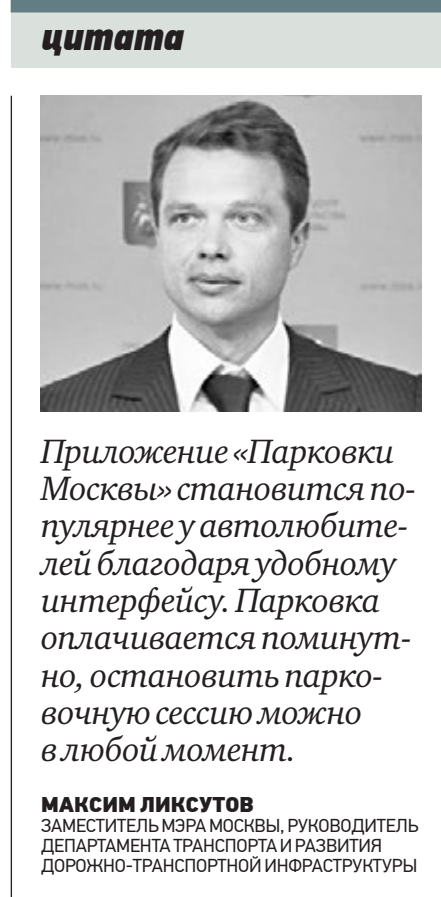 цитата
Приложение «Парковки
Москвы» становится по-
пулярнее у автолюбите-
лей благодаря удобному
интерфейсу. Парковка
оплачивается поминут-
но, остановить парко-
вочную сессию можно
в любой момент.
МАКСИМ ЛИКСУТОВ
ЗАМЕСТИТЕЛЬ МЭРА МОСКВЫ, РУКОВОДИТЕЛЬ
ДЕПАРТАМЕНТА ТРАНСПОРТА И РАЗВИТИЯ
ДОРОЖНО-ТРАНСПОРТНОЙ ИНФРАСТРУКТУРЫ